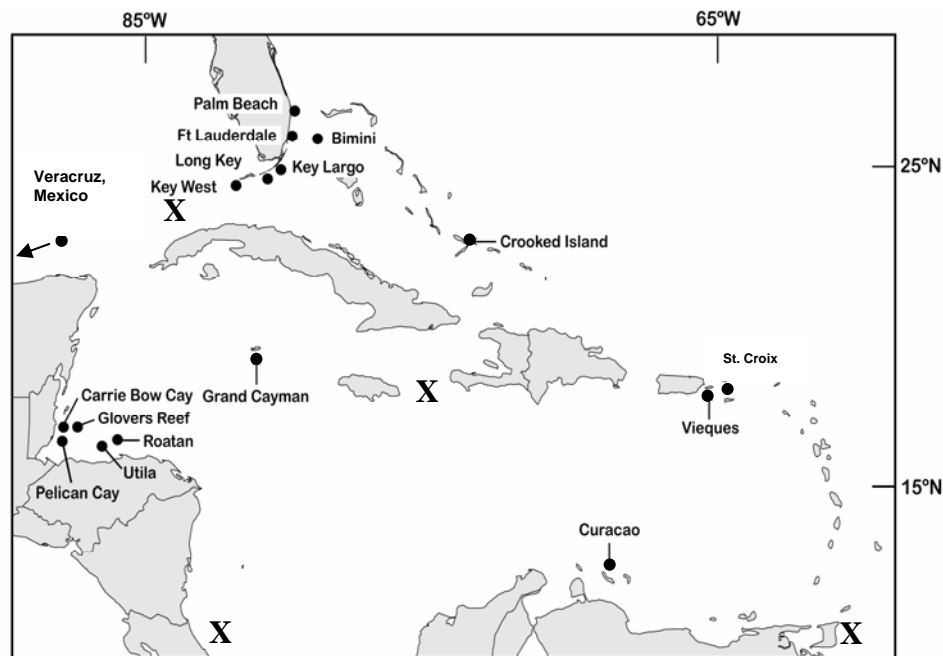 85ºW
65ºW
Palm Beach
Ft Lauderdale
Bimini
Long Key
Key Largo
25ºN
Veracruz,
Mexico
Key West
X
Crooked Island
St. Croix
Carrie Bow Cay
Grand Cayman
X
Glovers Reef
Vieques
Roatan
Utila
Pelican Cay
15ºN
Curacao
X
X